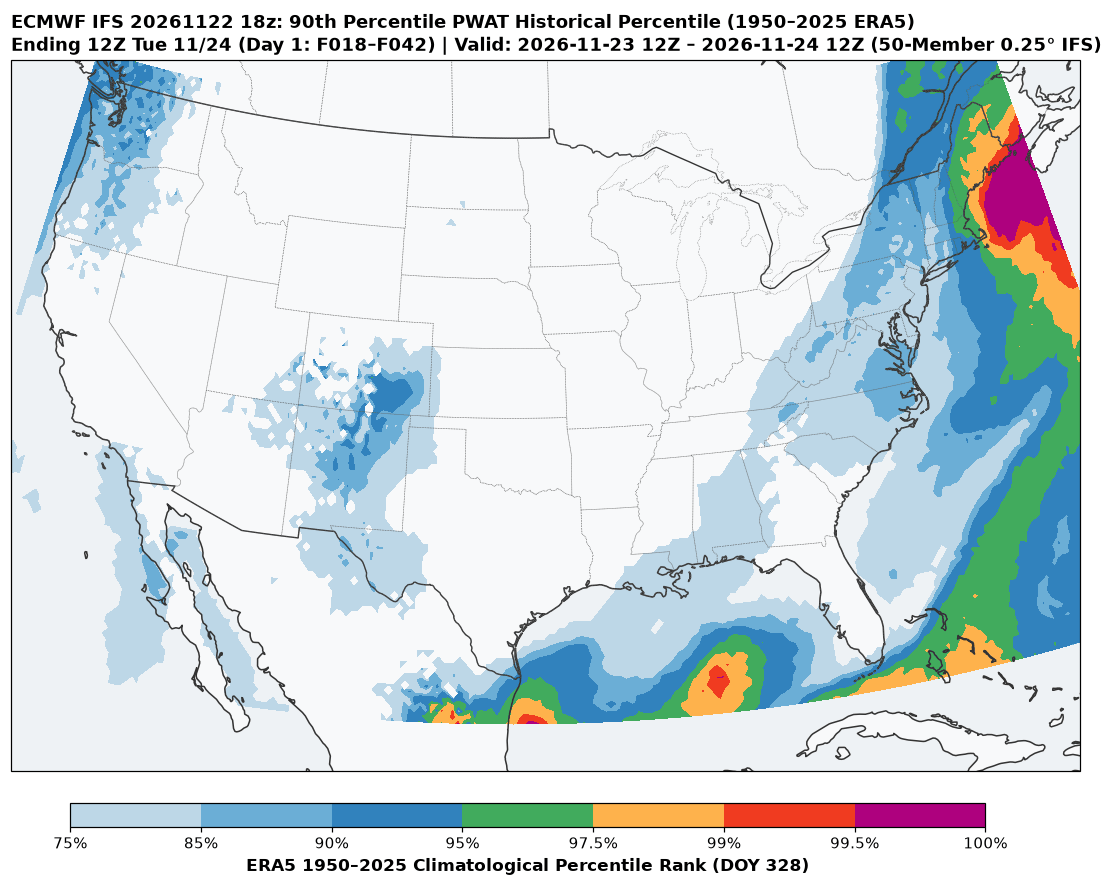 ECMWF IFS 20261122 18z: 90th Percentile PWAT Historical Percentile (1950–2025 ERA5)
Ending 12Z Tue 11/24 (Day 1: F018–F042) | Valid: 2026-11-23 12Z – 2026-11-24 12Z (50-Member 0.25° IFS)
75% 85% 90% 95% 97.5% 99% 99.5% 100%
ERA5 1950–2025 Climatological Percentile Rank (DOY 328)